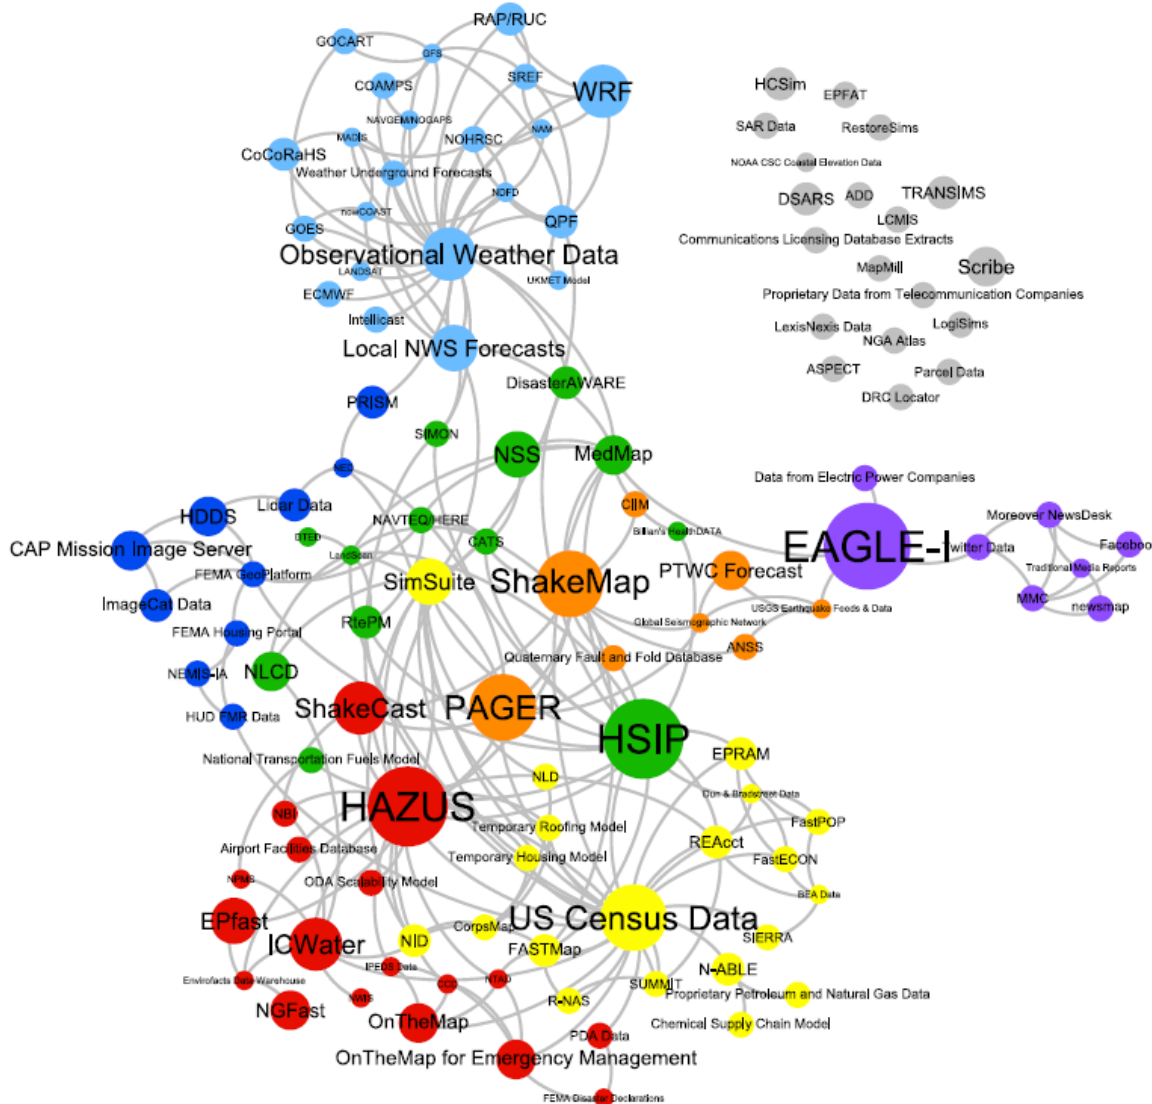 RAP/RUC
GOCART
GFS
SREF
COAMPS
WRF
NAVGEM/NOGAPS
NAM
MADIS
NOHRSC
CoCoRaHS
Weather Underground Forecasts
NDFD
nowCOAST
GOES
QPF
Observational Weather Data
LANDSAT
UKMET Model
ECMWF
Intellicast
Local NWS Forecasts
HCSim
EPFAT
SAR Data
RestoreSims
NOAA CSC Coastal Elevation Data
DSARS
ADD
TRANSIMS
LCMIS
Communications Licensing Database Extracts
MapMill
Scribe
Proprietary Data from Telecommunication Companies
LexisNexis Data
LogiSims
NGA Atlas
ASPECT
Parcel Data
DRC Locator
DisasterAWARE
PRISM
SIMON
NSS
MedMap
NED
Data from Electric Power Companies
Lidar Data
HDDS
CIIM
NAVTEQ/HERE
Billian's HealthDATA
Moreover NewsDesk
DTED
CATS
EAGLE-I
witter Data
Faceboo
CAP Mission Image Server
LandScan
FEMA GeoPlatform
SimSuite
ShakeMap
PTWC Forecast
Traditional Media Reports
ImageCat Data
MMC
newsmap
RtePM
USGS Earthquake Feeds & Data
Global Seismographic Network
FEMA Housing Portal
ANSS
Quaternary Fault and Fold Database
NEMIS-IA
NLCD
ShakeCast
PAGER
HUD FMR Data
HSIP
National Transportation Fuels Model
EPRAM
NLD
Dun & Bradstreet Data
HAZUS
NBI
Temporary Roofing Model
FastPOP
REAcct
Airport Facilities Database
Temporary Housing Model
FastECON
NPMS
ODA Scalability Model
BEA Data
EPfast
US Census Data
CorpsMap
ICWater
NID
FASTMap
SIERRA
IPEDS Data
N-ABLE
Envirofacts Data Warehouse
CCD
NTAD
SUMMIT
Proprietary Petroleum and Natural Gas Data
NWIS
R-NAS
NGFast
OnTheMap
Chemical Supply Chain Model
PDA Data
OnTheMap for Emergency Management
FEMA Disaster Declarations